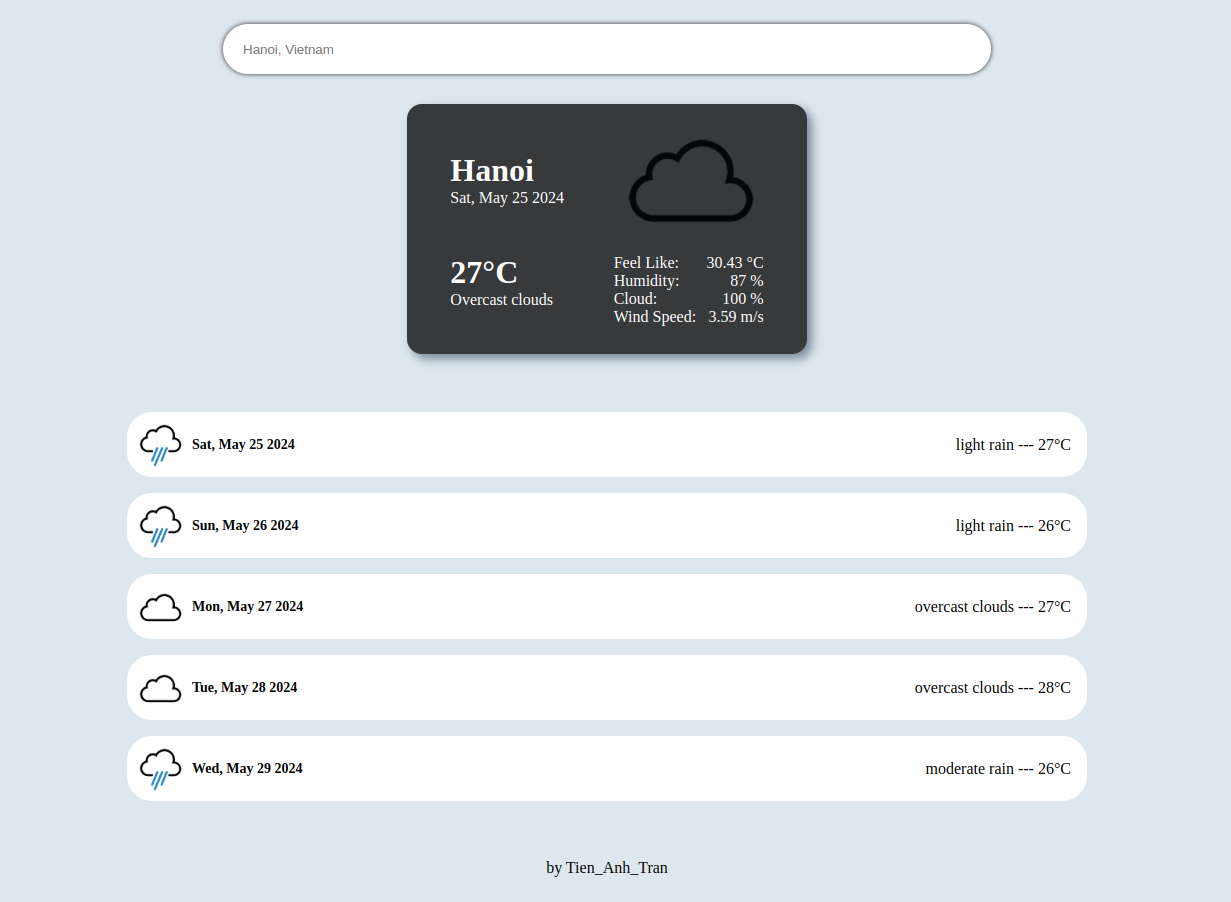 Hanoi, Vietnam
Hanoi
Sat, May 25 2024
27°C
Overcast clouds
Feel Like: 30.43 °C
Humidity: 87 %
Cloud: 100 %
Wind Speed: 3.59 m/s
Sat, May 25 2024 light rain --- 27°C
Sun, May 26 2024 light rain --- 26°C
Mon, May 27 2024 overcast clouds --- 27°C
Tue, May 28 2024 overcast clouds --- 28°C
Wed, May 29 2024 moderate rain --- 26°C
by Tien_Anh_Tran